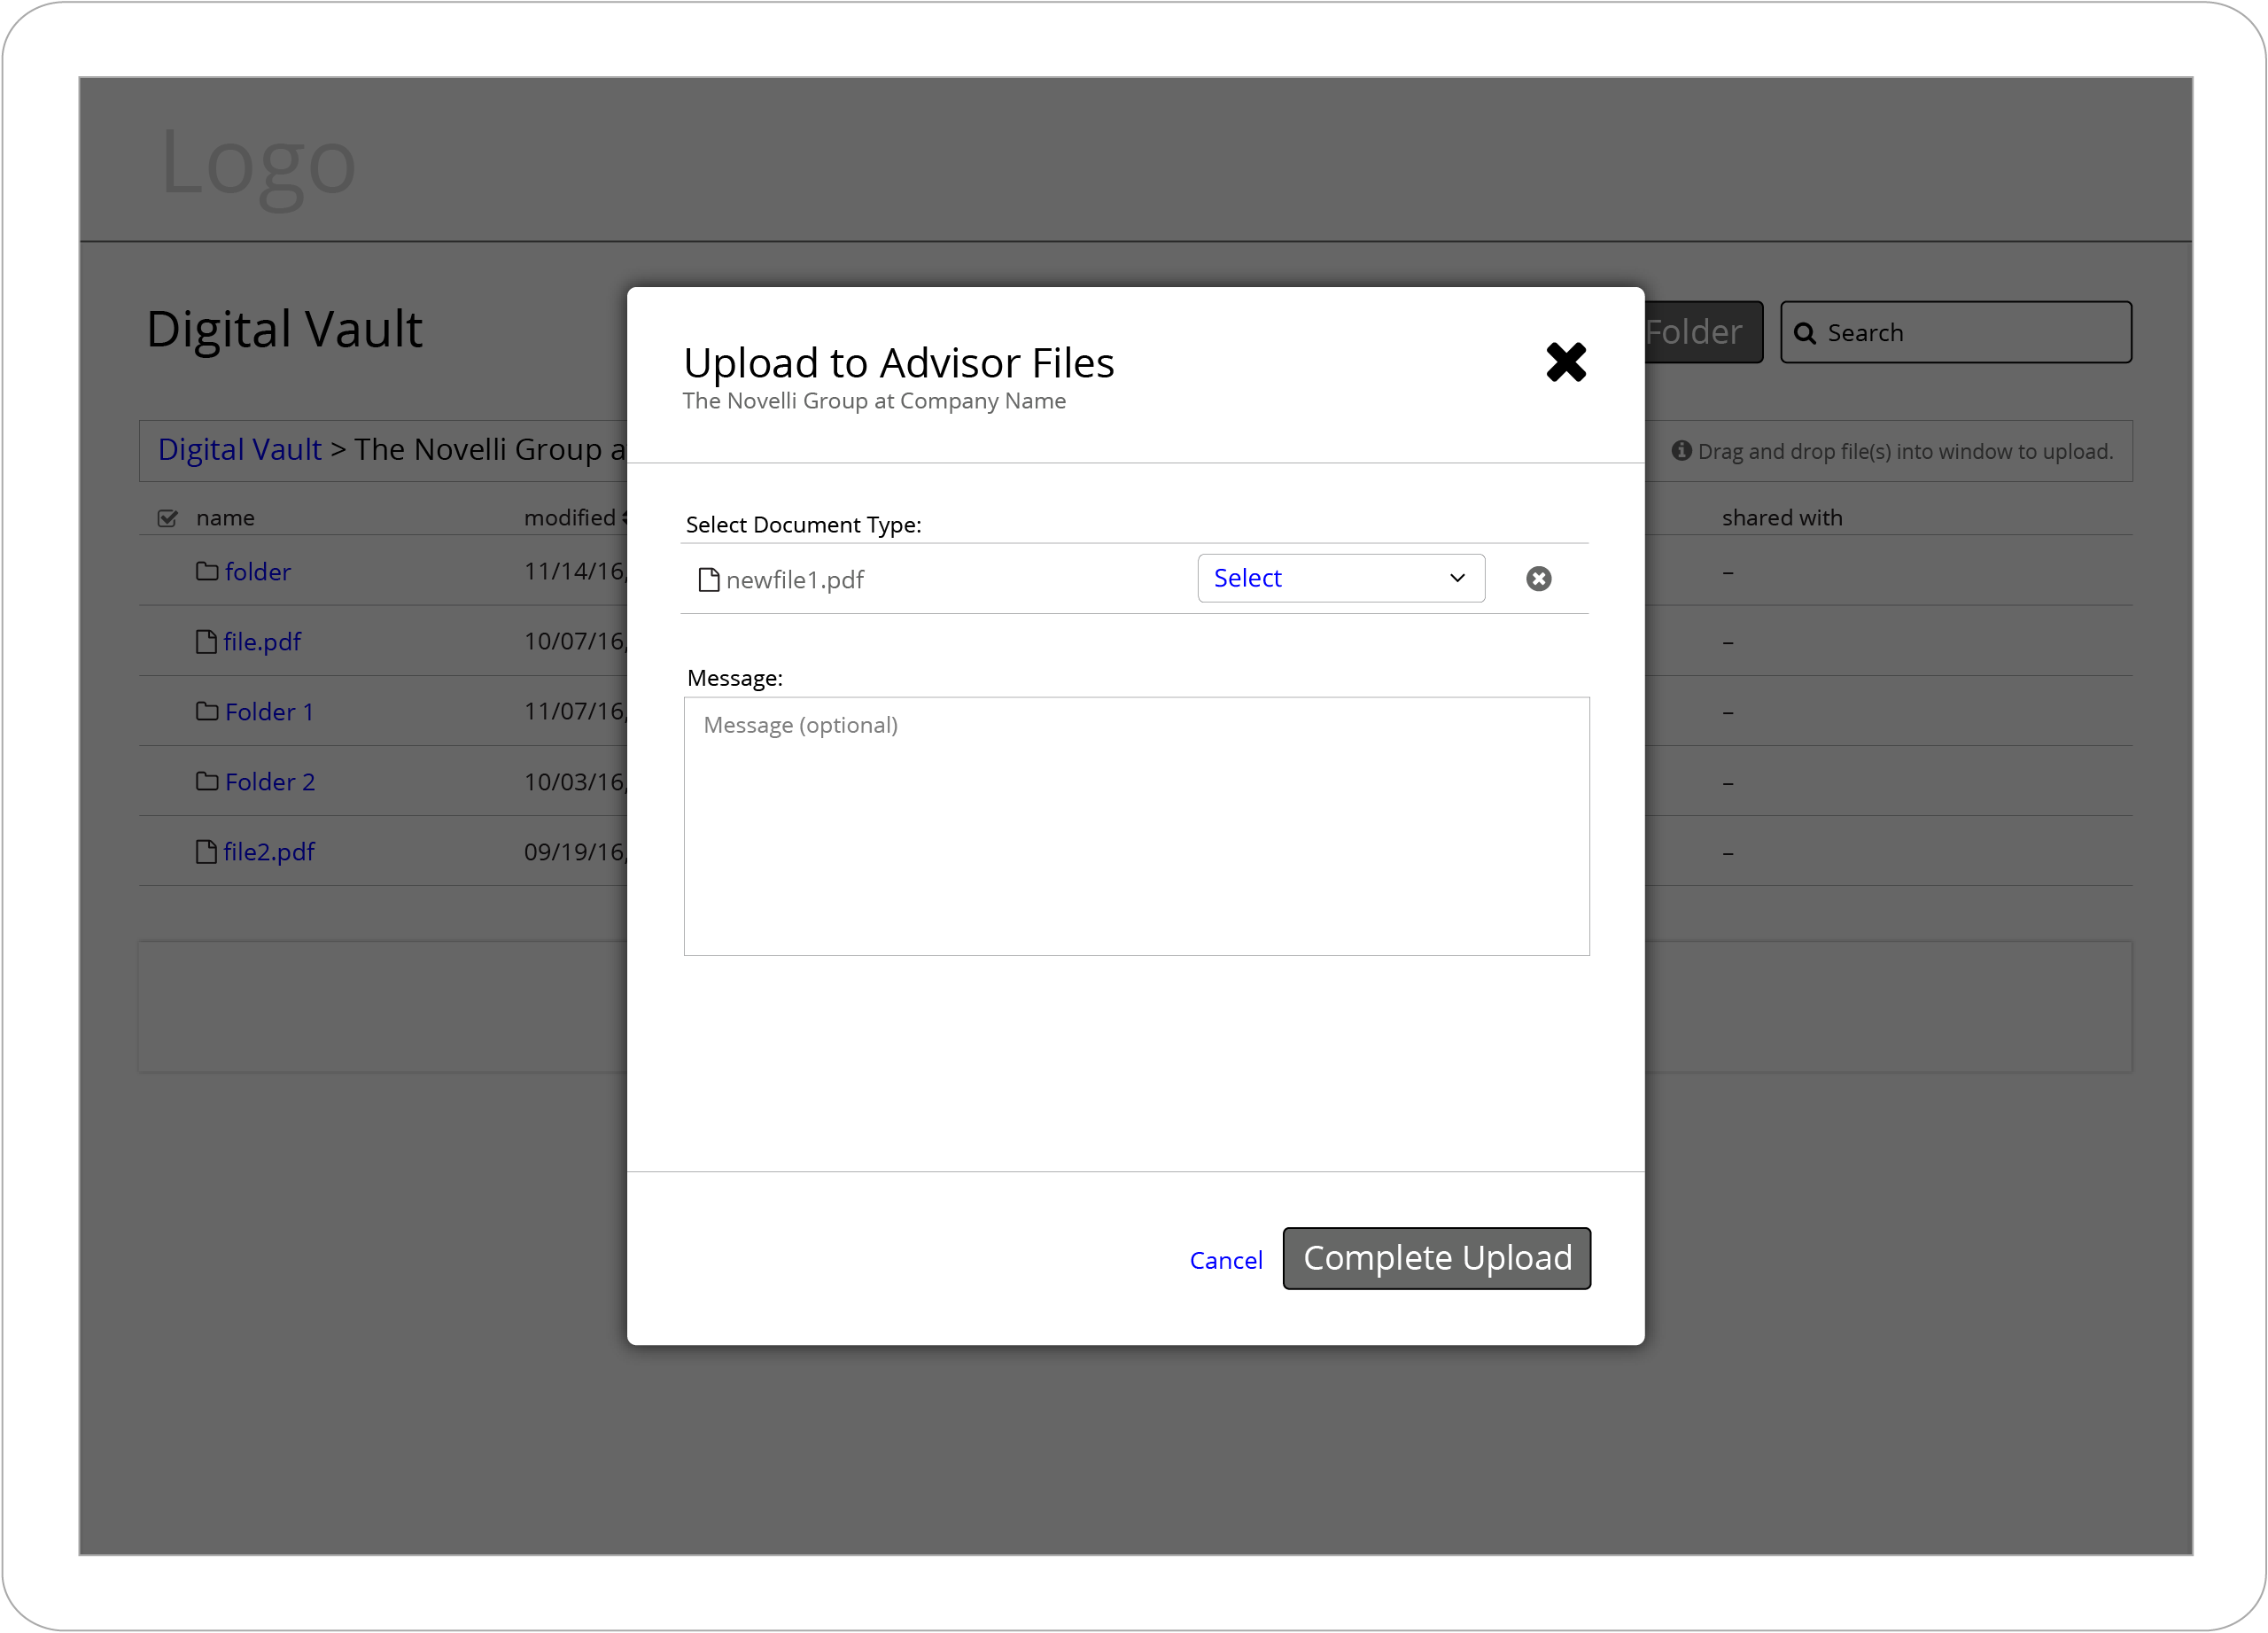 Logo
Digital Vault
Folder
Search
Upload to Advisor Files
The Novelli Group at Company Name
Digital Vault > The Novelli Group a
Drag and drop file(s) into window to upload.
name modified shared with
Select Document Type:
folder 11/14/16, –
newfile1.pdf Select
file.pdf 10/07/16, –
Message:
Folder 1 11/07/16, –
Message (optional)
Folder 2 10/03/16, –
file2.pdf 09/19/16, –
Cancel Complete Upload